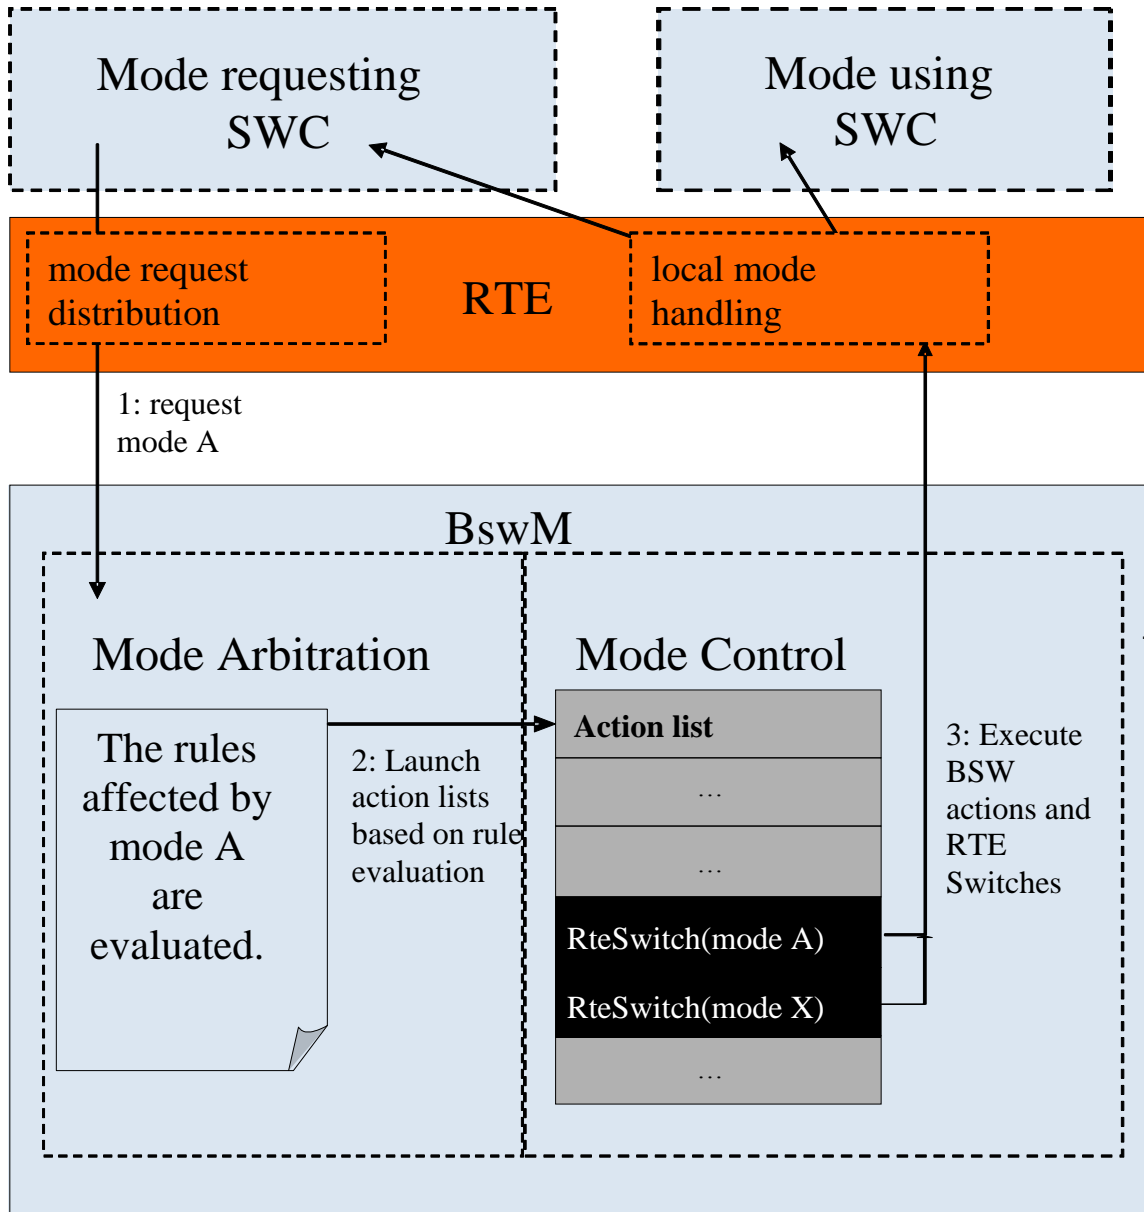 Mode requesting
SWC
Mode using
SWC
mode request
distribution
RTE
local mode
handling
1: request
mode A
BswM
Mode Arbitration
Mode Control
The rules
affected by
mode A
are
evaluated.
2: Launch
action lists
based on rule
evaluation
Action list
...
...
RteSwitch(mode A)
RteSwitch(mode X)
...
3: Execute
BSW
actions and
RTE
Switches